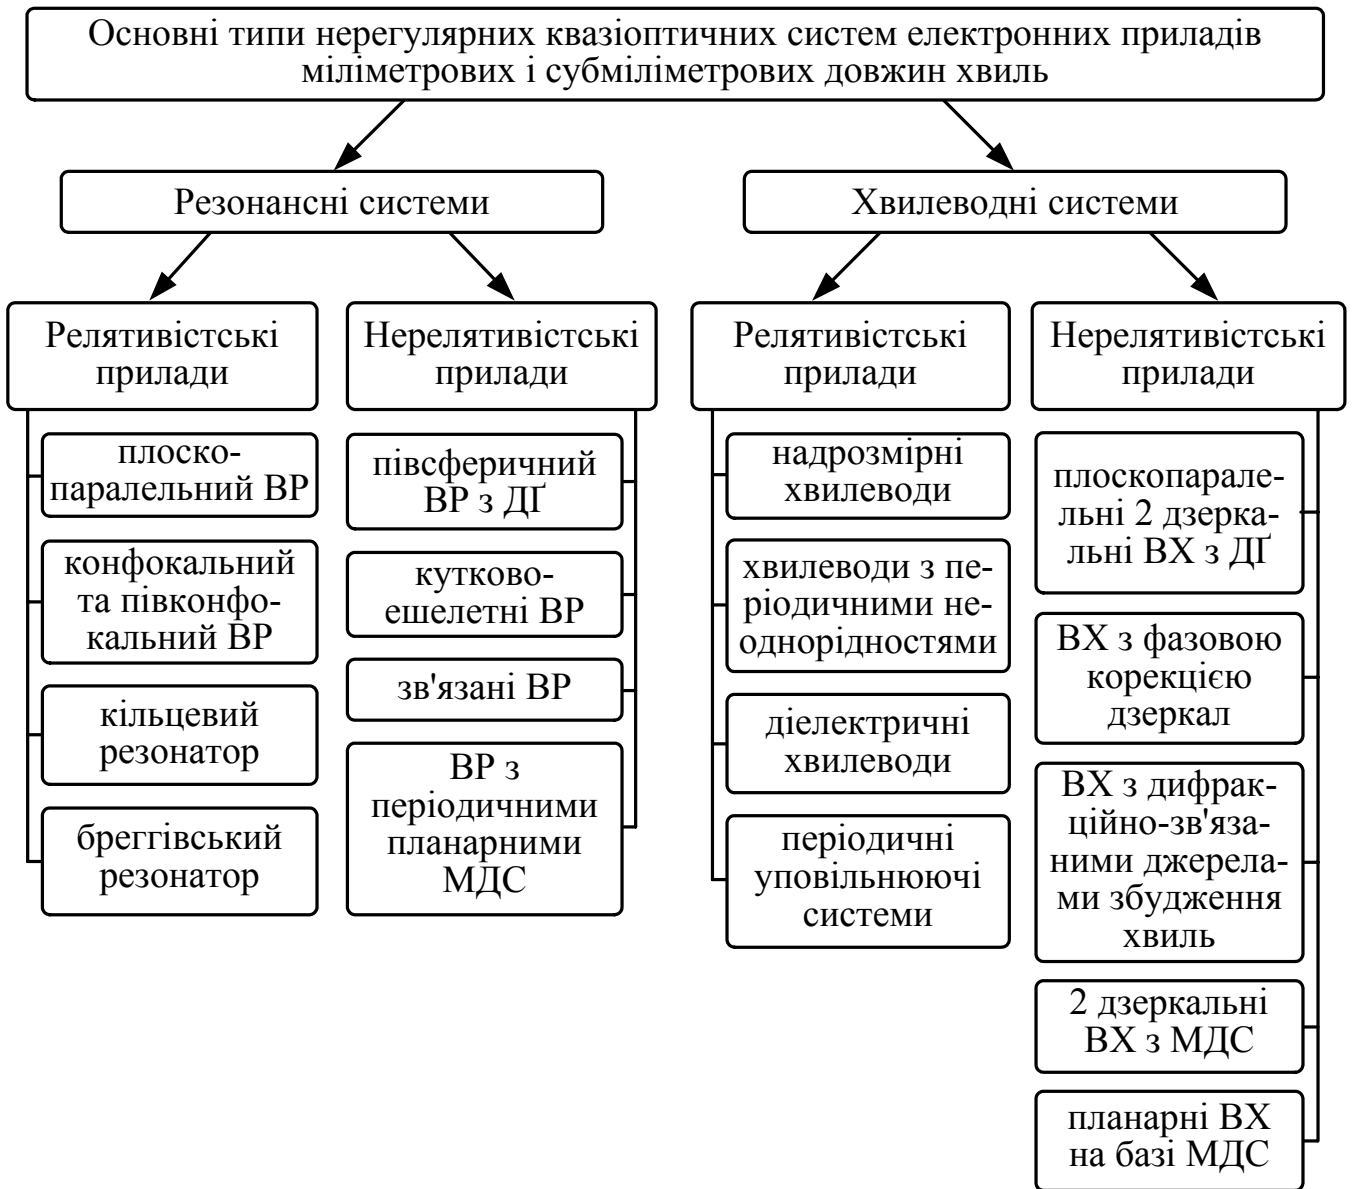 Основні типи нерегулярних квазіоптичних систем електронних приладів
міліметрових і субміліметрових довжин хвиль
Резонансні системи
Хвилеводні системи
Релятивістські
прилади
Нерелятивістські
прилади
Релятивістські
прилади
Нерелятивістські
прилади
плоско-
паралельний ВР
конфокальний
та півконфо-
кальний ВР
кільцевий
резонатор
бреггівський
резонатор
півсферичний
ВР з ДҐ
кутково-
ешелетні ВР
зв'язані ВР
ВР з
періодичними
планарними
МДС
надрозмірні
хвилеводи
хвилеводи з пе-
ріодичними не-
однорідностями
діелектричні
хвилеводи
періодичні
уповільнюючі
системи
плоскопарале-
льні 2 дзерка-
льні ВХ з ДҐ
ВХ з фазовою
корекцією
дзеркал
ВХ з дифрак-
ційно-зв'яза-
ними джерела-
ми збудження
хвиль
2 дзеркальні
ВХ з МДС
планарні ВХ
на базі МДС